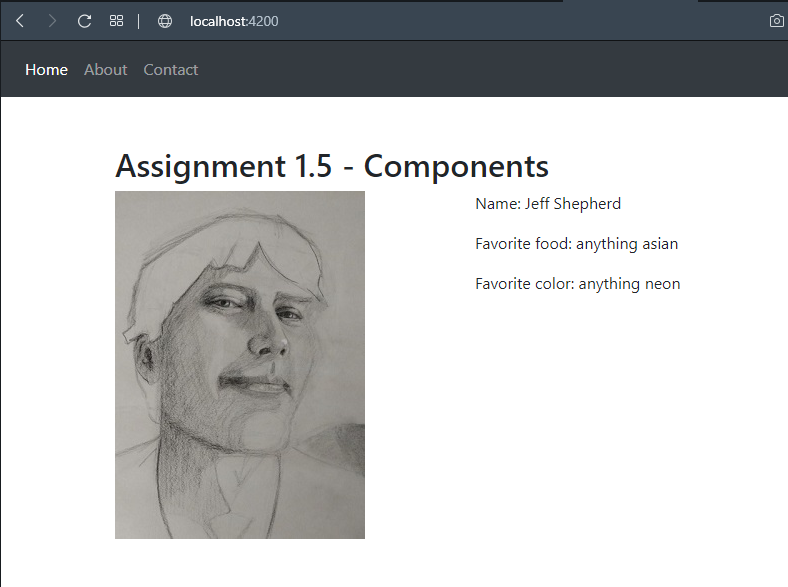 localhost:4200
Home About Contact
Assignment 1.5 - Components
Name: Jeff Shepherd
Favorite food: anything asian
Favorite color: anything neon